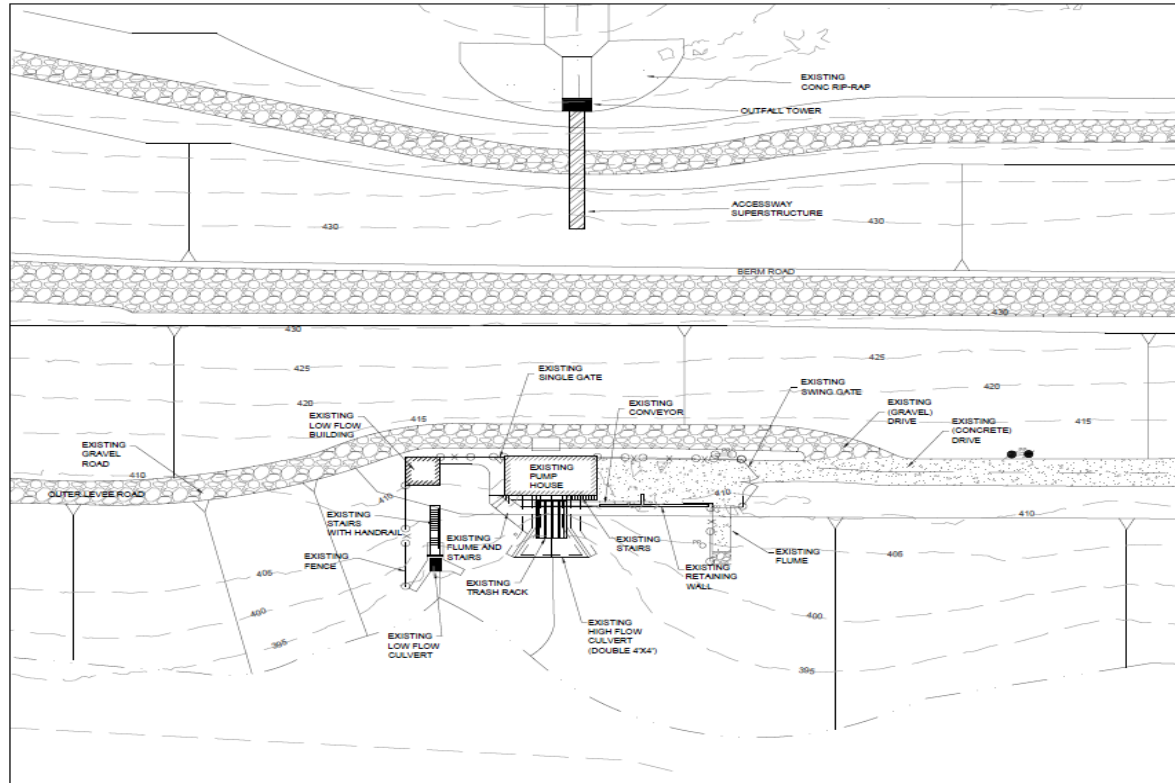 EXISTING
CONC RIP-RAP
OUTFALL TOWER
ACCESSWAY
SUPERSTRUCTURE
430
430
BERM ROAD
430
430
425
425
EXISTING
SINGLE GATE
EXISTING
SWING GATE
420
420
EXISTING
CONVEYOR
EXISTING
(GRAVEL)
DRIVE
EXISTING
LOW FLOW
BUILDING
415
EXISTING
(CONCRETE)
DRIVE
415
EXISTING
GRAVEL
ROAD
410
EXISTING
PUMP
HOUSE
OUTER LEVEE ROAD
410
410
410
EXISTING
STAIRS
WITH HANDRAIL
EXISTING
FLUME AND
STAIRS
EXISTING
STAIRS
EXISTING
FLUME
405
EXISTING
FENCE
EXISTING
RETAINING
WALL
405
EXISTING
TRASH RACK
400
400
EXISTING
LOW FLOW
CULVERT
EXISTING
HIGH FLOW
CULVERT
(DOUBLE 4'X4')
395
395